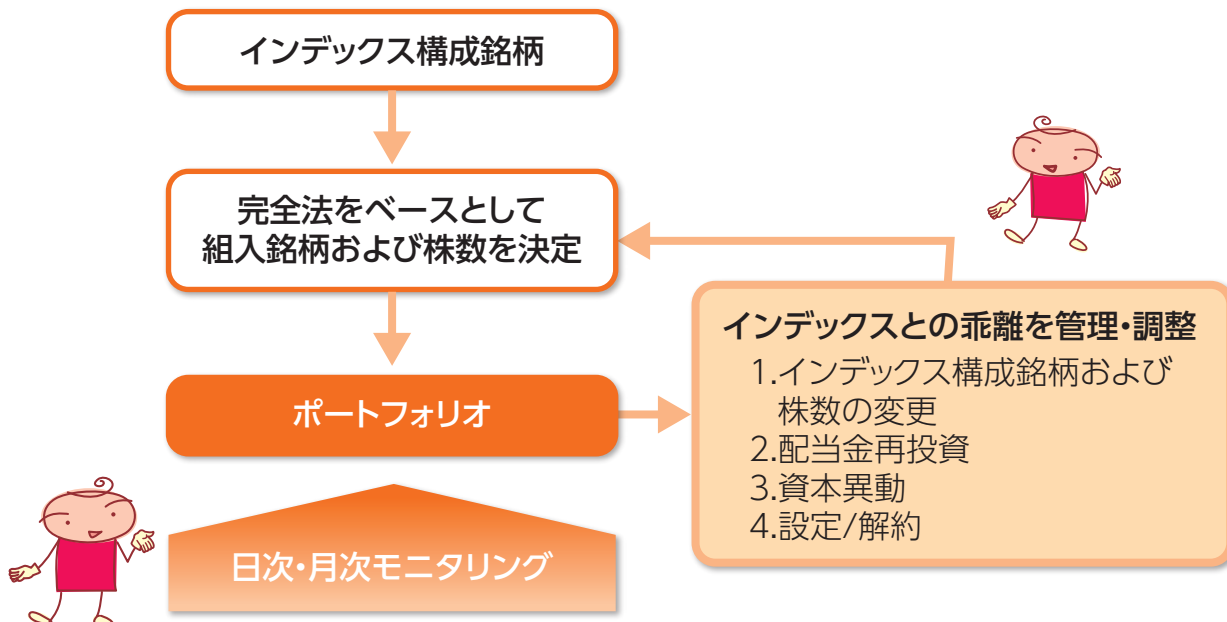 インデックス構成銘柄
完全法をベースとして
組入銘柄および株数を決定
ポートフォリオ
日次・月次モニタリング
インデックスとの乖離を管理・調整
1.インデックス構成銘柄および
株数の変更
2.配当金再投資
3.資本異動
4.設定/解約